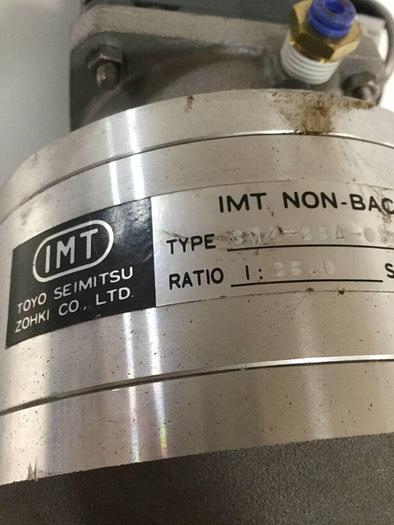 IMT
TOYO SEIMITSU
ZOHKI CO., LTD.
IMT NON-BAC
TYPE
RATIO 1:25.0 S